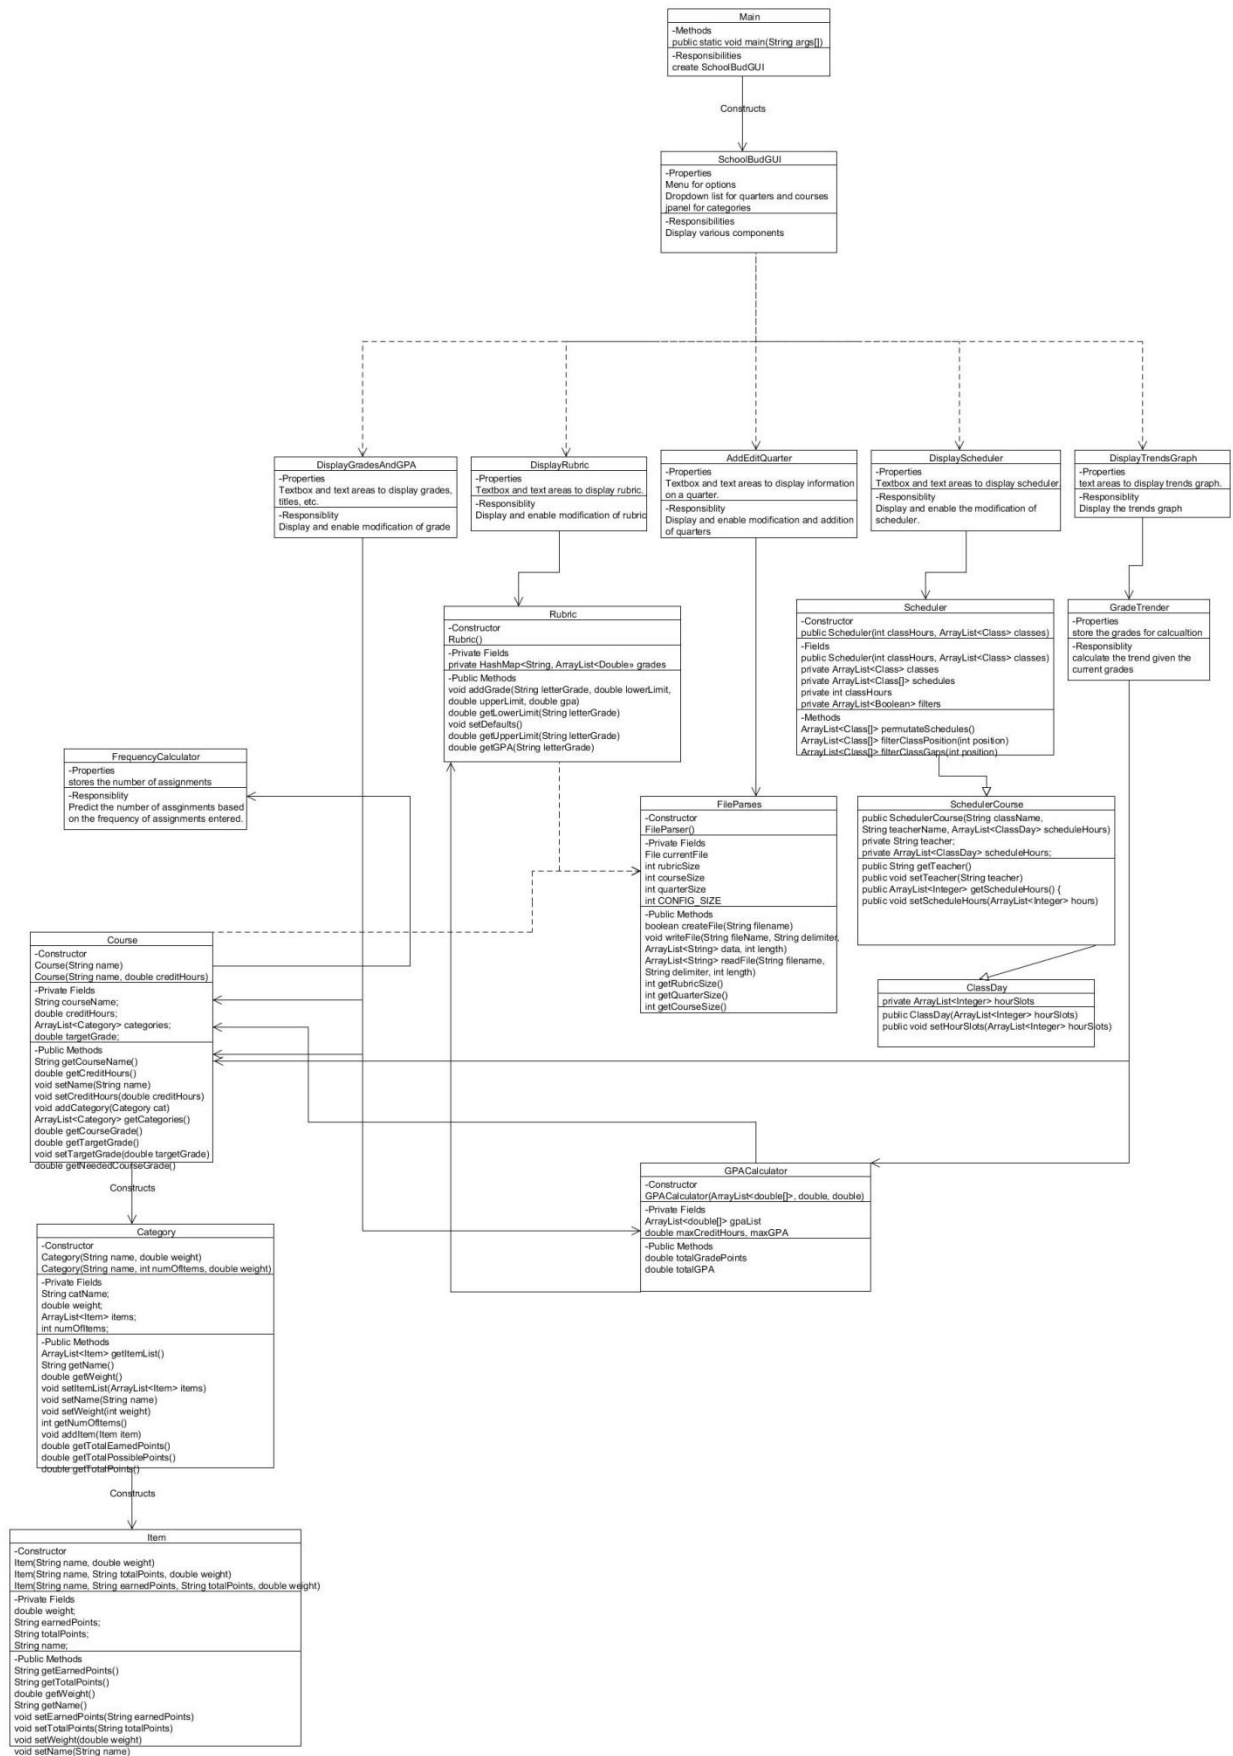 Main
-Methods
public static void main(String args[])
-Responsibilities
create SchoolBudGUI
Constructs
SchoolBudGUI
-Properties
Menu for options
Dropdown list for quarters and courses
jpanel for categories
-Responsibilities
Display various components
DisplayGradesAndGPA
-Properties
Textbox and text areas to display grades,
titles, etc.
-Responsiblity
Display and enable modification of grade
DisplayRubric
-Properties
Textbox and text areas to display rubric.
-Responsiblity
Display and enable modification of rubric
AddEditQuarter
-Properties
Textbox and text areas to display information
on a quarter.
-Responsiblity
Display and enable modification and addition
of quarters
DisplayScheduler
-Properties
Textbox and text areas to display scheduler.
-Responsiblity
Display and enable the modification of
scheduler.
DisplayTrendsGraph
-Properties
text areas to display trends graph.
-Responsiblity
Display the trends graph
Rubric
-Constructor
Rubric()
-Private Fields
private HashMap<String, ArrayList<Double» grades
-Public Methods
void addGrade(String letterGrade, double lowerLimit,
double upperLimit, double gpa)
double getLowerLimit(String letterGrade)
void setDefaults()
double getUpperLimit(String letterGrade)
double getGPA(String letterGrade)
Scheduler
-Constructor
public Scheduler(int classHours, ArrayList<Class> classes)
-Fields
public Scheduler(int classHours, ArrayList<Class> classes)
private ArrayList<Class> classes
private ArrayList<Class[]> schedules
private int classHours
private ArrayList<Boolean> filters
-Methods
ArrayList<Class[]> permutateSchedules()
ArrayList<Class[]> filterClassPosition(int position)
ArrayList<Class[]> filterClassGaps(int position)
GradeTrender
-Properties
store the grades for calcualtion
-Responsiblity
calculate the trend given the
current grades
FrequencyCalculator
-Properties
stores the number of assignments
-Responsiblity
Predict the number of assginments based
on the frequency of assignments entered.
FileParses
-Constructor
FileParser()
-Private Fields
File currentFile
int rubricSize
int courseSize
int quarterSize
int CONFIG_SIZE
-Public Methods
boolean createFile(String filename)
void writeFile(String fileName, String delimiter,
ArrayList<String> data, int length)
ArrayList<String> readFile(String filename,
String delimiter, int length)
int getRubricSize()
int getQuarterSize()
int getCourseSize()
SchedulerCourse
public SchedulerCourse(String className,
String teacherName, ArrayList<ClassDay> scheduleHours)
private String teacher;
private ArrayList<ClassDay> scheduleHours;
public String getTeacher()
public void setTeacher(String teacher)
public ArrayList<Integer> getScheduleHours() {
public void setScheduleHours(ArrayList<Integer> hours)
ClassDay
private ArrayList<Integer> hourSlots
public ClassDay(ArrayList<Integer> hourSlots)
public void setHourSlots(ArrayList<Integer> hourSlots)
Course
-Constructor
Course(String name)
Course(String name, double creditHours)
-Private Fields
String courseName;
double creditHours;
ArrayList<Category> categories;
double targetGrade;
-Public Methods
String getCourseName()
double getCreditHours()
void setName(String name)
void setCreditHours(double creditHours)
void addCategory(Category cat)
ArrayList<Category> getCategories()
double getCourseGrade()
double getTargetGrade()
void setTargetGrade(double targetGrade)
double getNeededCourseGrade()
Constructs
GPACalculator
-Constructor
GPACalculator(ArrayList<double[]>, double, double)
-Private Fields
ArrayList<double[]> gpaList
double maxCreditHours, maxGPA
-Public Methods
double totalGradePoints
double totalGPA
Category
-Constructor
Category(String name, double weight)
Category(String name, int numOfItems, double weight)
-Private Fields
String catName;
double weight;
ArrayList<Item> items;
int numOfItems;
-Public Methods
ArrayList<Item> getItemList()
String getName()
double getWeight()
void setItemList(ArrayList<Item> items)
void setName(String name)
void setWeight(int weight)
int getNumOfItems()
void addItem(Item item)
double getTotalEarnedPoints()
double getTotalPossiblePoints()
double getTotalPoints()
Constructs
Item
-Constructor
Item(String name, double weight)
Item(String name, String totalPoints, double weight)
Item(String name, String earnedPoints, String totalPoints, double weight)
-Private Fields
double weight;
String earnedPoints;
String totalPoints;
String name;
-Public Methods
String getEarnedPoints()
String getTotalPoints()
double getWeight()
String getName()
void setEarnedPoints(String earnedPoints)
void setTotalPoints(String totalPoints)
void setWeight(double weight)
void setName(String name)